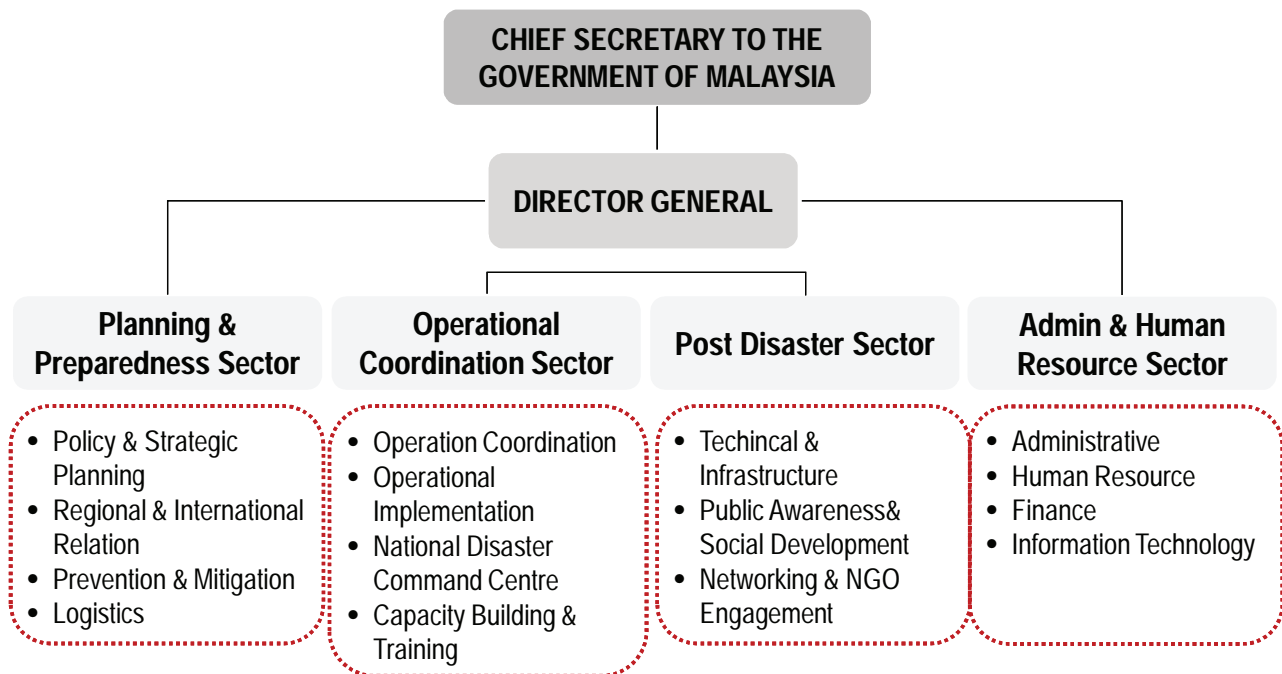 CHIEF SECRETARY TO THE
GOVERNMENT OF MALAYSIA
DIRECTOR GENERAL
Planning &
Preparedness Sector
• Policy & Strategic
Planning
• Regional & International
Relation
• Prevention & Mitigation
• Logistics
Operational
Coordination Sector
• Operation Coordination
• Operational
Implementation
• National Disaster
Command Centre
• Capacity Building &
Training
Post Disaster Sector
• Techincal &
Infrastructure
• Public Awareness&
Social Development
• Networking & NGO
Engagement
Admin & Human
Resource Sector
• Administrative
• Human Resource
• Finance
• Information Technology